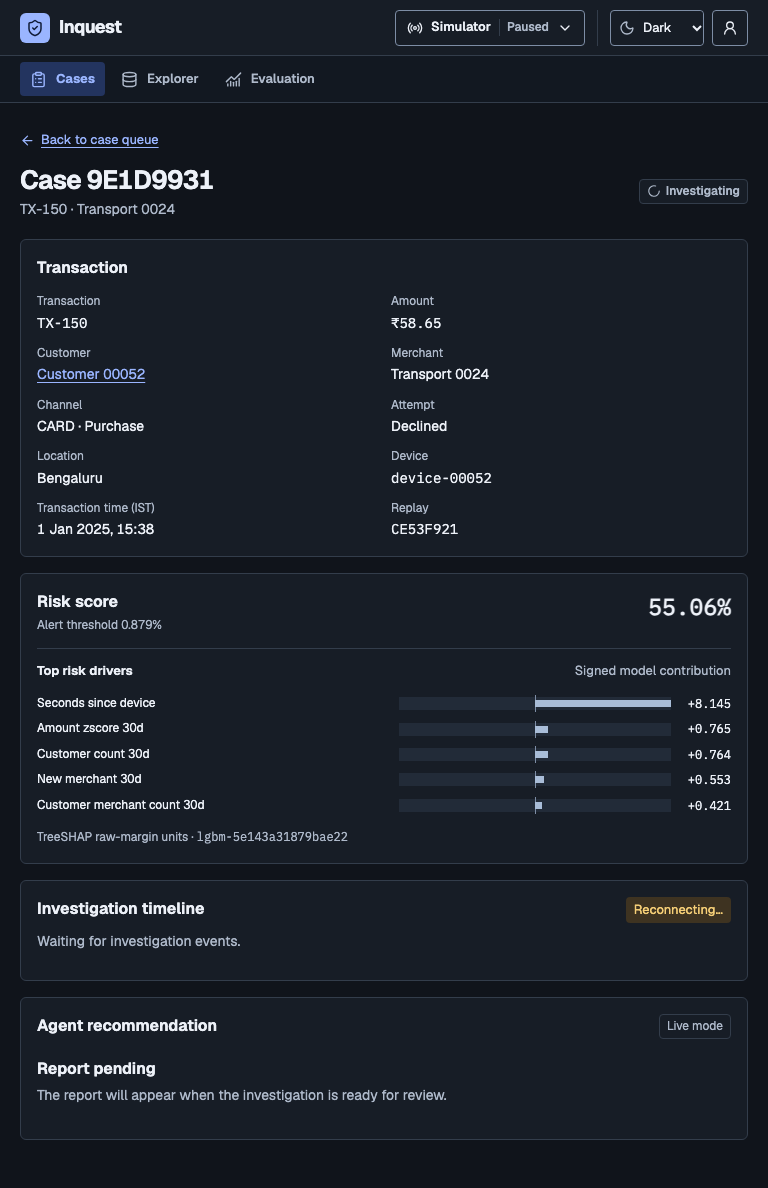 Inquest
Simulator Paused
Dark
Cases
Explorer
Evaluation
← Back to case queue
Case 9E1D9931
TX-150 · Transport 0024
Investigating
Transaction
Transaction
TX-150
Amount
₹58.65
Customer
Customer 00052
Merchant
Transport 0024
Channel
CARD · Purchase
Attempt
Declined
Location
Bengaluru
Device
device-00052
Transaction time (IST)
1 Jan 2025, 15:38
Replay
CE53F921
Risk score
Alert threshold 0.879%
55.06%
Top risk drivers
Signed model contribution
Seconds since device +8.145
Amount zscore 30d +0.765
Customer count 30d +0.764
New merchant 30d +0.553
Customer merchant count 30d +0.421
TreeSHAP raw-margin units · lgbm-5e143a31879bae22
Investigation timeline
Reconnecting…
Waiting for investigation events.
Agent recommendation
Live mode
Report pending
The report will appear when the investigation is ready for review.